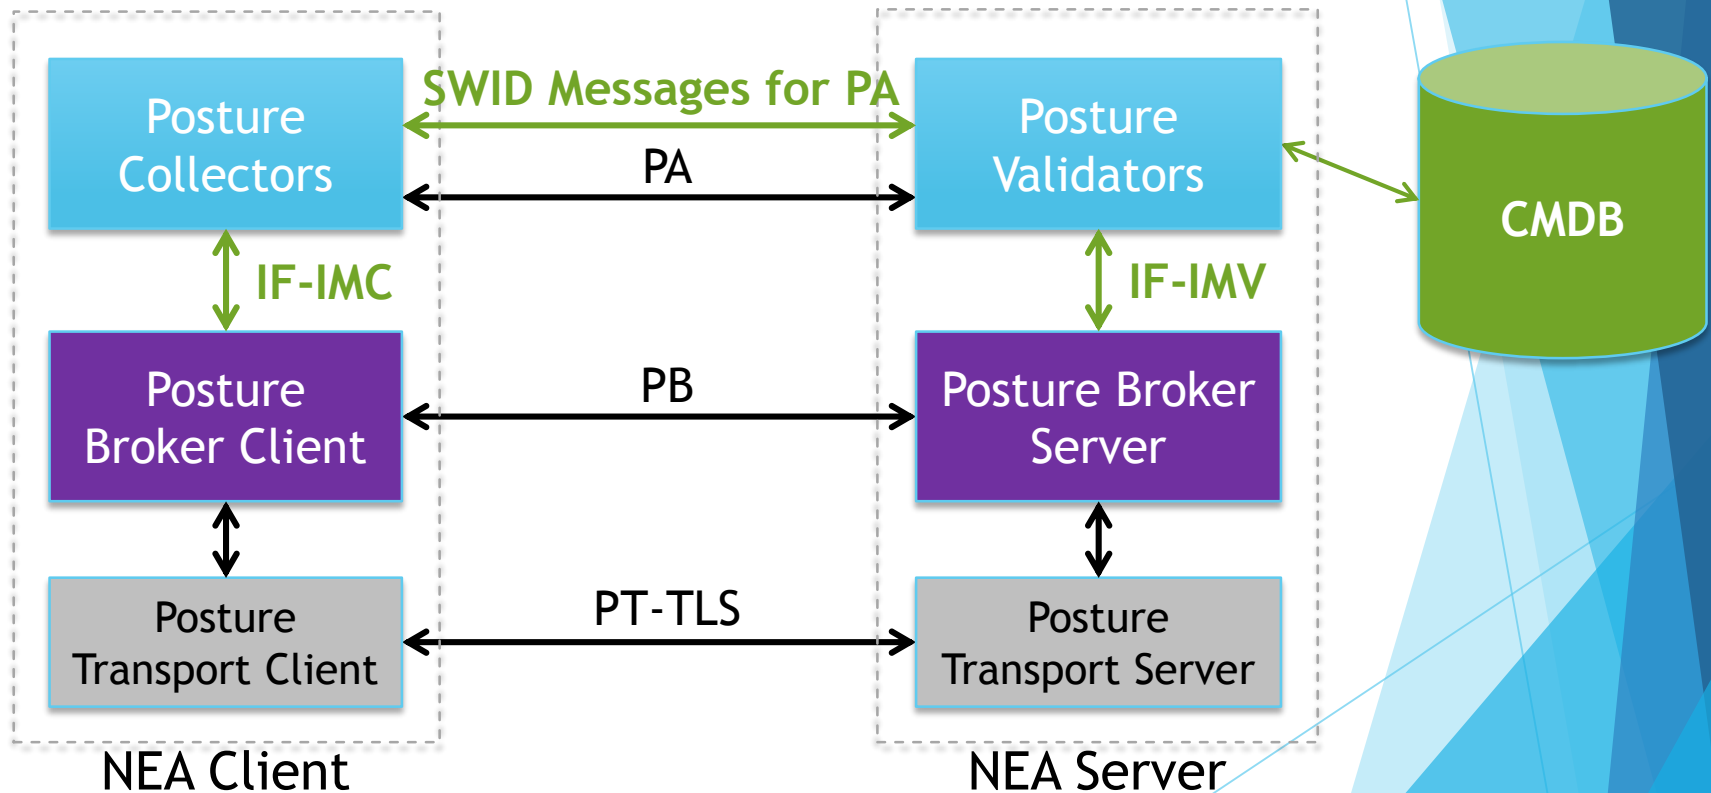 SWID Messages for PA
Posture
Collectors
Posture
Validators
PA
CMDB
IF-IMC
IF-IMV
Posture
Broker Client
PB
Posture Broker
Server
Posture
Transport Client
PT-TLS
Posture
Transport Server
NEA Client
NEA Server